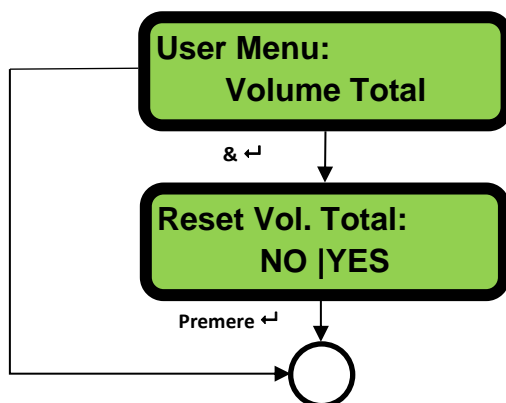 User Menu:
Volume Total
& ↵
Reset Vol. Total:
NO |YES
Premere ↵